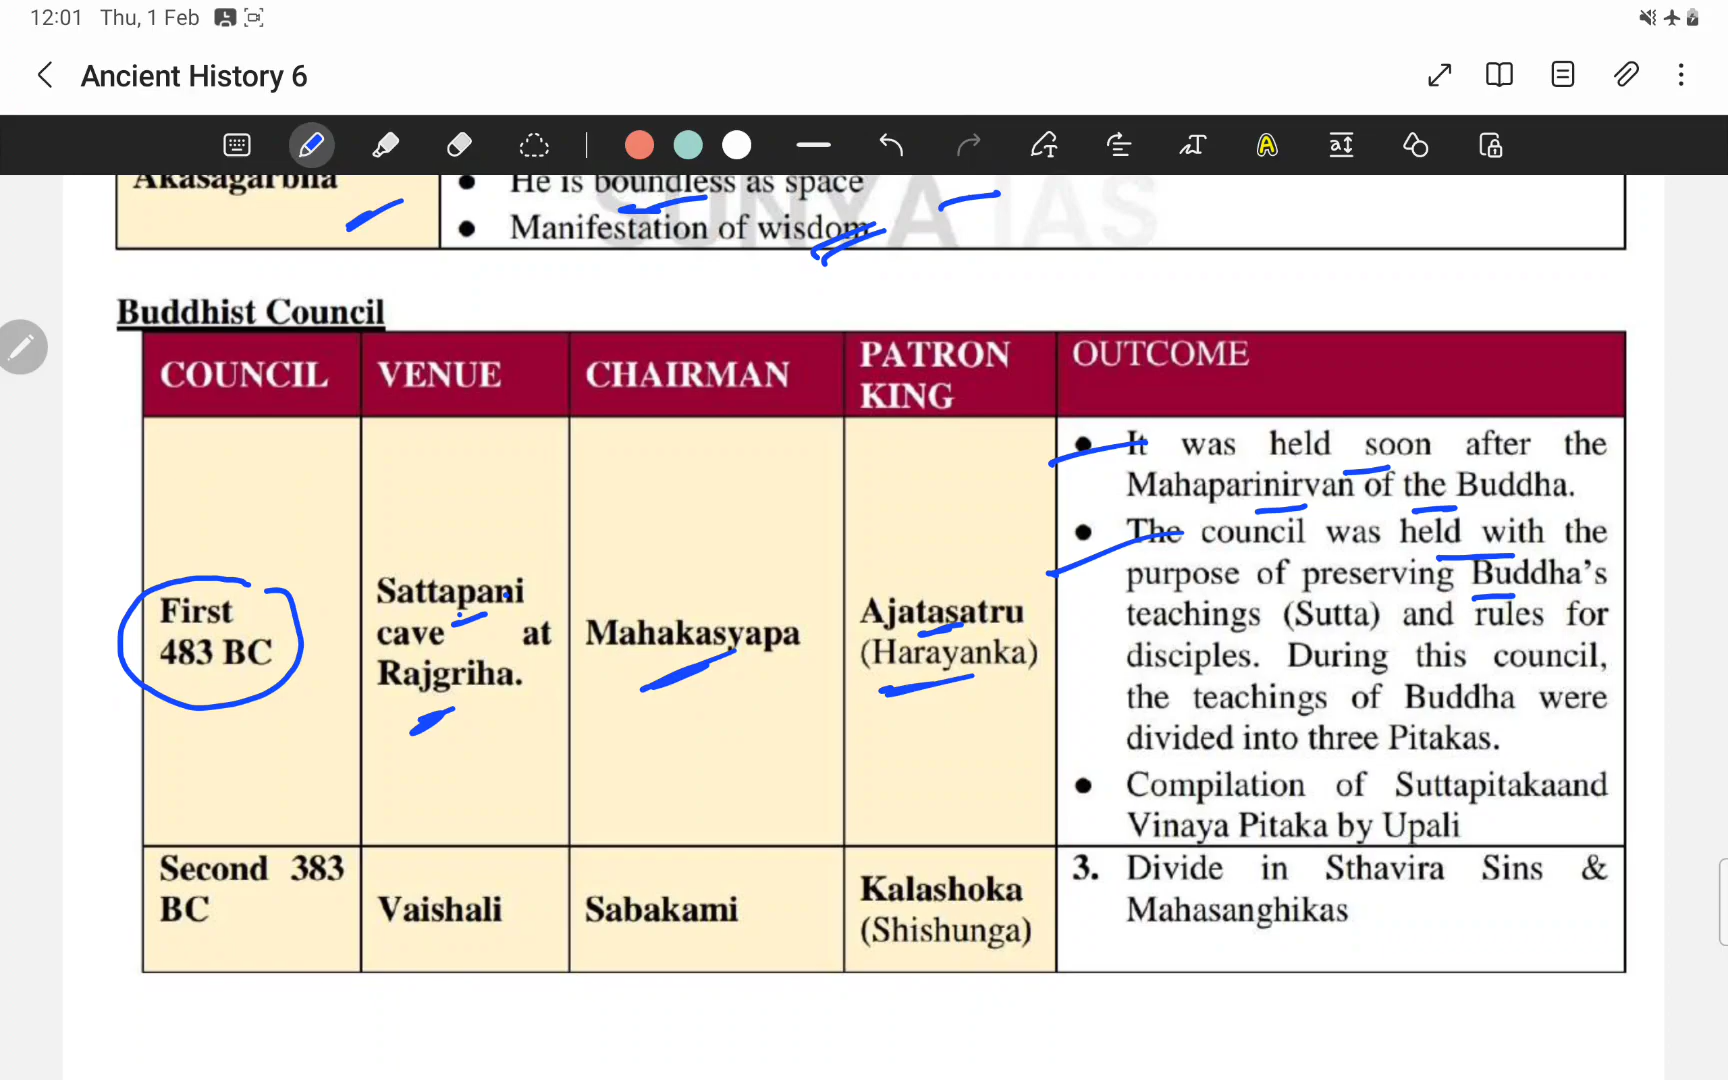 12:01 Thu, 1 Feb
Ancient History 6
Akasagarbha
● He is boundless as space
● Manifestation of wisdom
SUNYA IAS
Buddhist Council
COUNCIL
VENUE
CHAIRMAN
PATRON
KING
OUTCOME
First
483 BC
Sattapani
cave at
Rajgriha.
Mahakasyapa
Ajatasatru
(Harayanka)
● It was held soon after the
Mahaparinirvan of the Buddha.
● The council was held with the
purpose of preserving Buddha's
teachings (Sutta) and rules for
disciples. During this council,
the teachings of Buddha were
divided into three Pitakas.
● Compilation of Suttapitakaand
Vinaya Pitaka by Upali
Second 383
BC
Vaishali
Sabakami
Kalashoka
(Shishunga)
3. Divide in Sthavira Sins &
Mahasanghikas